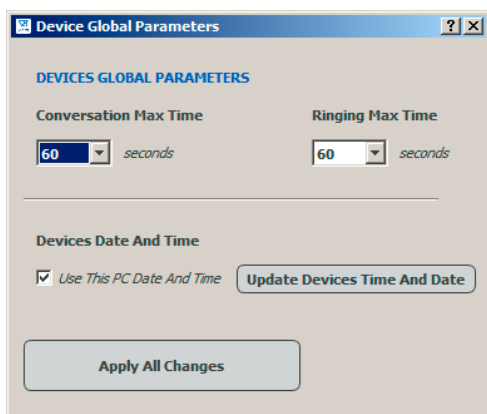 Device Global Parameters
DEVICES GLOBAL PARAMETERS
Conversation Max Time Ringing Max Time
60 seconds 60 seconds
Devices Date And Time
Use This PC Date And Time Update Devices Time And Date
Apply All Changes